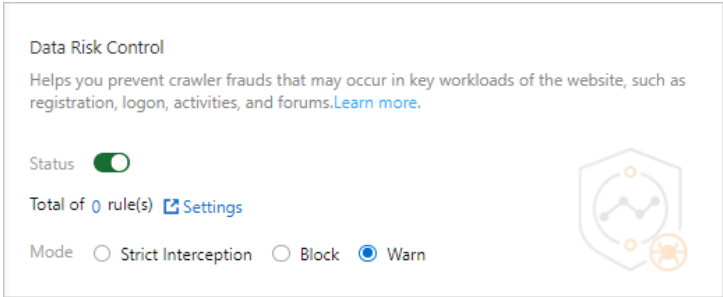 Data Risk Control
Helps you prevent crawler frauds that may occur in key workloads of the website, such as
registration, logon, activities, and forums.Learn more.
Status
Total of 0 rule(s) Settings
Mode Strict Interception Block Warn